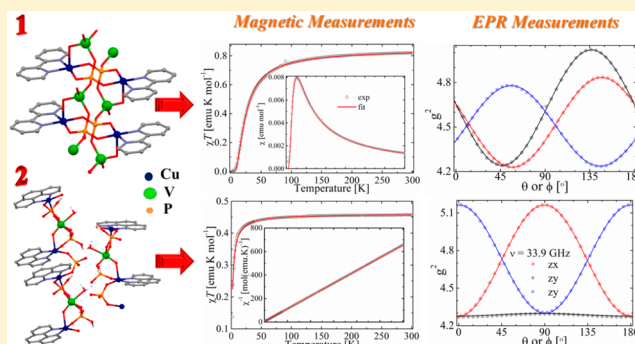 Magnetic Measurements
EPR Measurements
1
0.8
0.6
0.4
0.2
0.0
χT [emu K mol⁻¹]
0.008
0.006
0.004
0.002
0.000
χ [emu mol⁻¹]
exp
fit
Temperature [K]
0 50 100 150 200 250 300
g²
4.8
4.5
4.2
0 45 90 135 180
θ or ϕ [°]
Cu
V
P
2
0.5
0.4
0.3
0.2
0.1
χT [emu K mol⁻¹]
800
600
400
200
0
χ⁻¹ [mol(emu.K)⁻¹]
0 50 100 150 200 250 300
Temperature [K]
g²
5.1
4.8
4.5
4.2
ν = 33.9 GHz
zx
zy
zy
0 45 90 135 180
θ or ϕ [°]